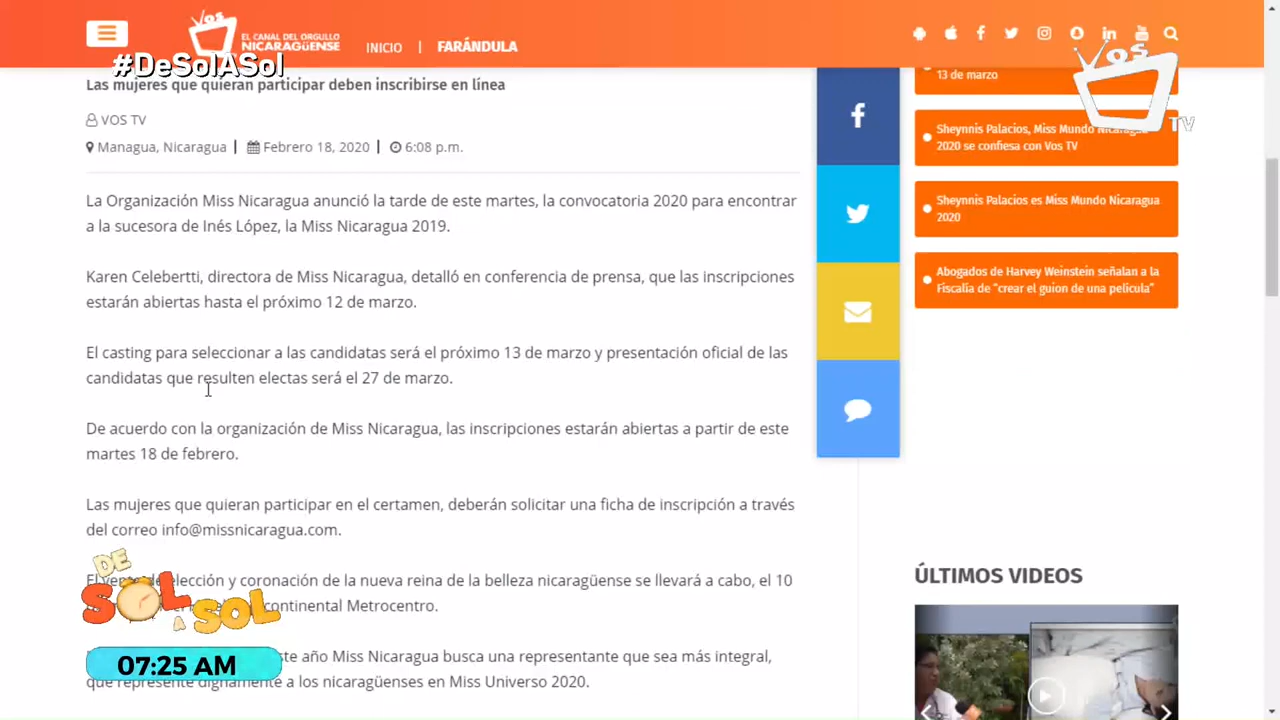 VOS
EL CANAL DEL ORGULLO
NICARAGÜENSE
INICIO | FARÁNDULA
#DeSolASol
Las mujeres que quieran participar deben inscribirse en línea
VOS TV
Managua, Nicaragua | Febrero 18, 2020 | 6:08 p.m.
La Organización Miss Nicaragua anunció la tarde de este martes, la convocatoria 2020 para encontrar
a la sucesora de Inés López, la Miss Nicaragua 2019.
Karen Celebertti, directora de Miss Nicaragua, detalló en conferencia de prensa, que las inscripciones
estarán abiertas hasta el próximo 12 de marzo.
El casting para seleccionar a las candidatas será el próximo 13 de marzo y presentación oficial de las
candidatas que resulten electas será el 27 de marzo.
De acuerdo con la organización de Miss Nicaragua, las inscripciones estarán abiertas a partir de este
martes 18 de febrero.
Las mujeres que quieran participar en el certamen, deberán solicitar una ficha de inscripción a través
del correo info@missnicaragua.com.
El elección y coronación de la nueva reina de la belleza nicaragüense se llevará a cabo, el 10
continental Metrocentro.
este año Miss Nicaragua busca una representante que sea más integral,
que represente dignamente a los nicaragüenses en Miss Universo 2020.
DE
SOL
A
SOL
07:25 AM
VOS
TV
13 de marzo
Sheynnis Palacios, Miss Mundo Nicaragua
2020 se confiesa con Vos TV
Sheynnis Palacios es Miss Mundo Nicaragua
2020
Abogados de Harvey Weinstein señalan a la
Fiscalía de "crear el guion de una película"
ÚLTIMOS VIDEOS